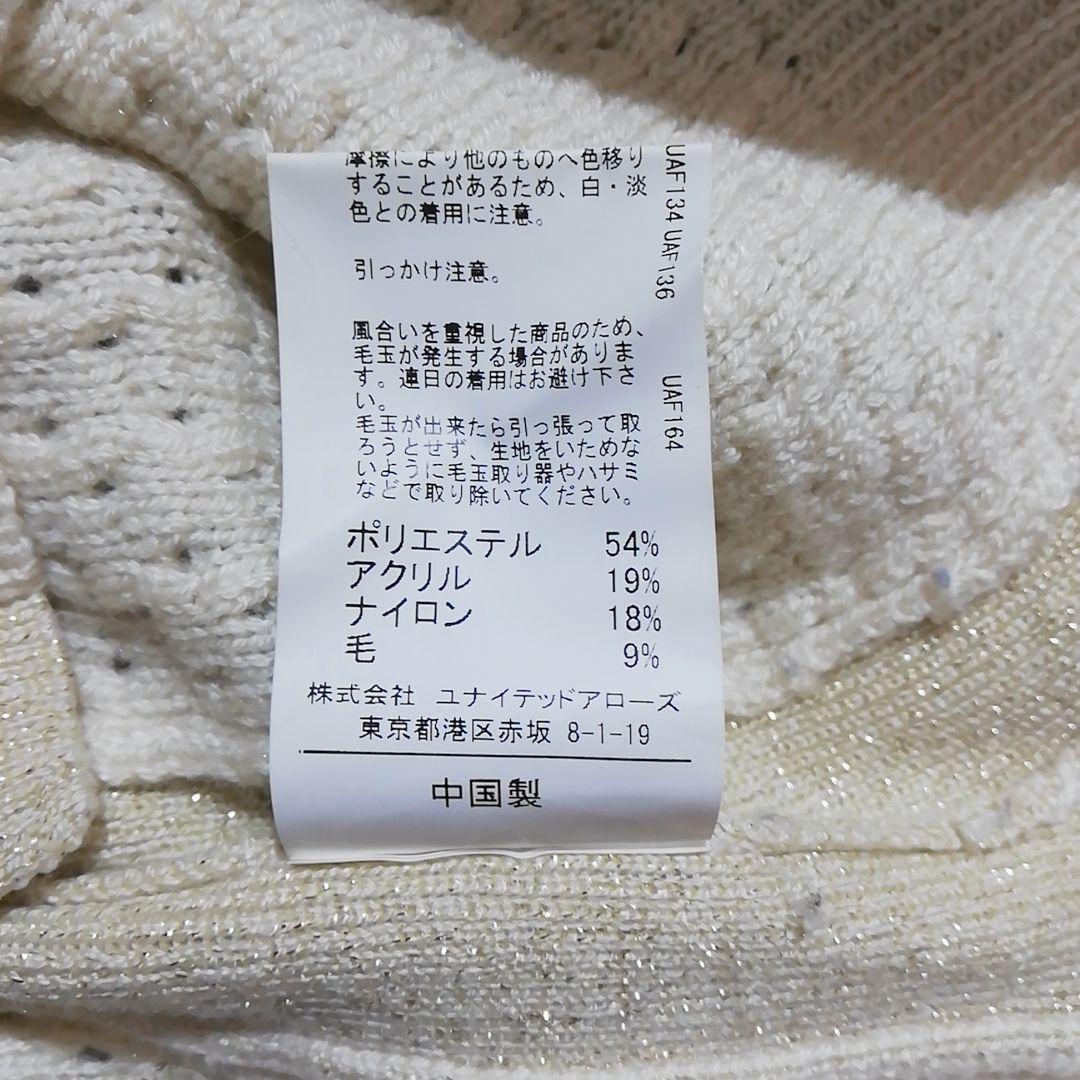 摩擦により他のものへ色移り
することがあるため、白・淡
色との着用に注意。
引っかけ注意。
風合いを重視した商品のため、
毛玉が発生する場合がありま
す。連日の着用はお避け下さ
い。
毛玉が出来たら引っ張って取
ろうとせず、生地をいためな
いように毛玉取り器やハサミ
などで取り除いてください。
ポリエステル 54%
アクリル 19%
ナイロン 18%
毛 9%
株式会社 ユナイテッドアローズ
東京都港区赤坂 8-1-19
中国製
UAF134 UAF136
UAF164